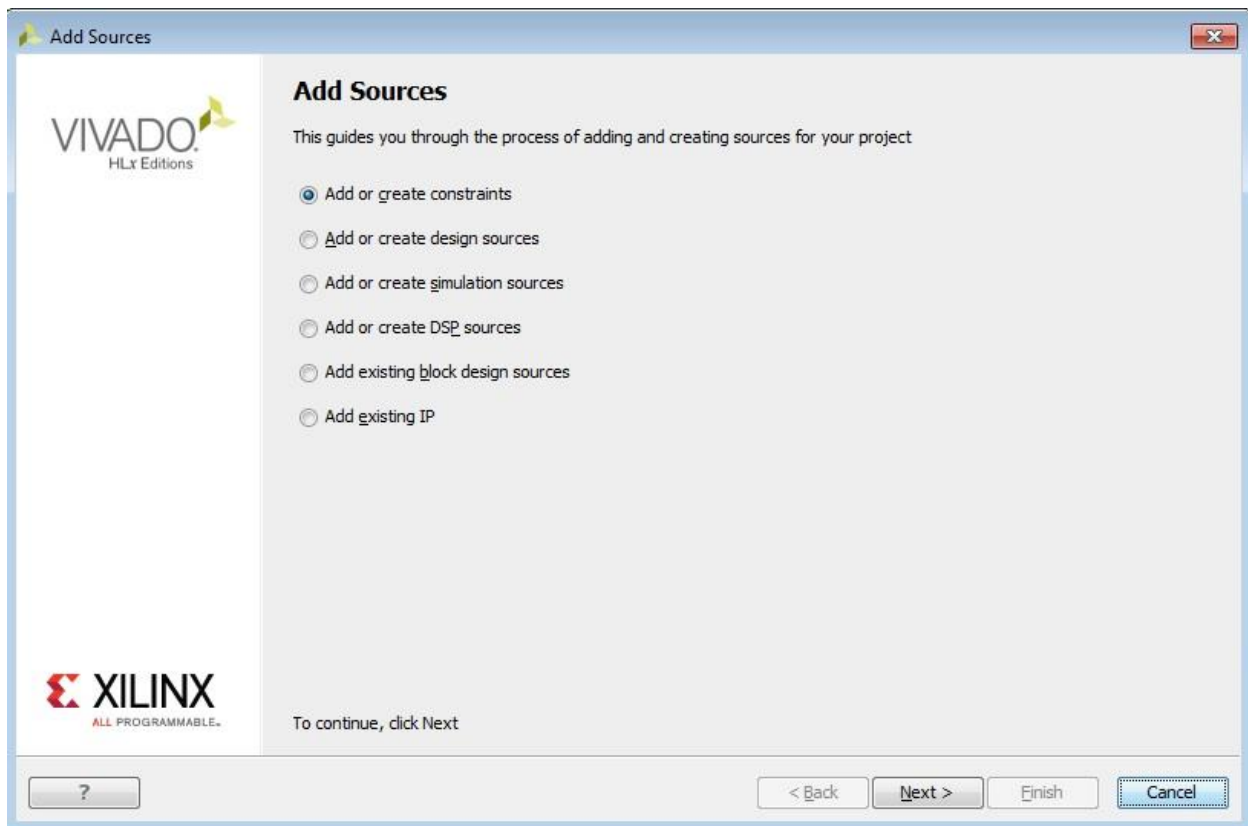 Add Sources
VIVADO.
HLx Editions
Add Sources
This guides you through the process of adding and creating sources for your project
Add or create constraints
Add or create design sources
Add or create simulation sources
Add or create DSP sources
Add existing block design sources
Add existing IP
XILINX
ALL PROGRAMMABLE™
To continue, click Next
?
< Back
Next >
Finish
Cancel